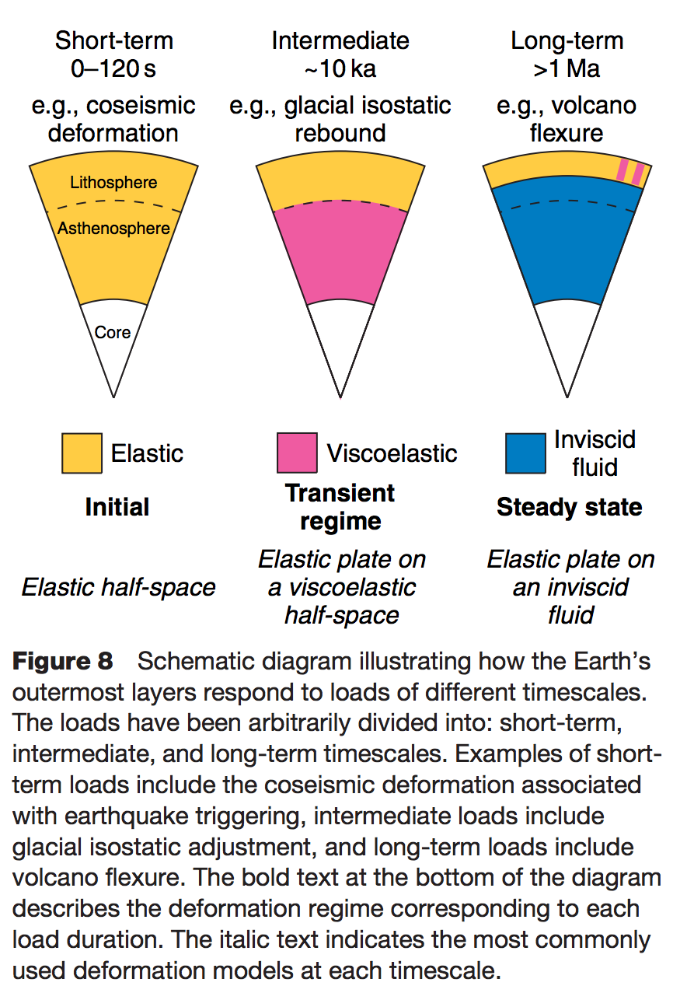 Short-term
0–120 s
e.g., coseismic
deformation
Intermediate
~10 ka
e.g., glacial isostatic
rebound
Long-term
>1 Ma
e.g., volcano
flexure
Lithosphere
Asthenosphere
Core
Elastic
Viscoelastic
Inviscid
fluid
Initial
Transient
regime
Steady state
Elastic half-space
Elastic plate on
a viscoelastic
half-space
Elastic plate on
an inviscid
fluid
Figure 8 Schematic diagram illustrating how the Earth's
outermost layers respond to loads of different timescales.
The loads have been arbitrarily divided into: short-term,
intermediate, and long-term timescales. Examples of short-
term loads include the coseismic deformation associated
with earthquake triggering, intermediate loads include
glacial isostatic adjustment, and long-term loads include
volcano flexure. The bold text at the bottom of the diagram
describes the deformation regime corresponding to each
load duration. The italic text indicates the most commonly
used deformation models at each timescale.